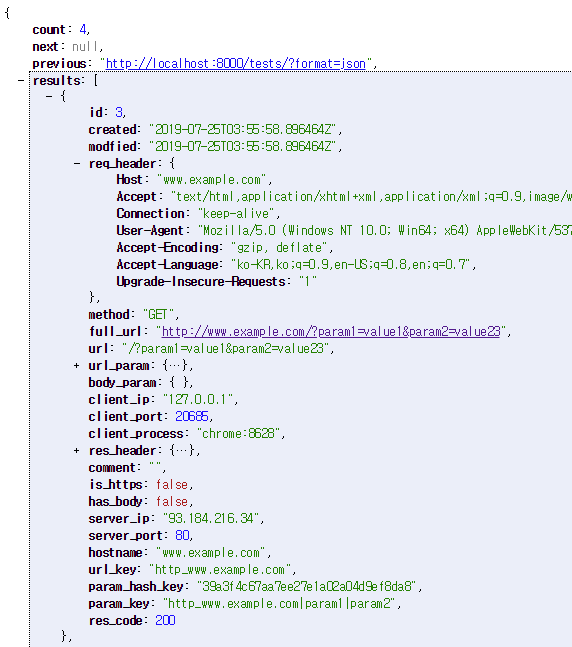 {
count: 4,
next: null,
previous: "http://localhost:8000/tests/?format=json",
- results: [
- {
id: 3,
created: "2019-07-25T03:55:58.896464Z",
modfied: "2019-07-25T03:55:58.896464Z",
- req_header: {
Host: "www.example.com",
Accept: "text/html,application/xhtml+xml,application/xml;q=0.9,image/w
Connection: "keep-alive",
User-Agent: "Mozilla/5.0 (Windows NT 10.0; Win64; x64) AppleWebKit/537
Accept-Encoding: "gzip, deflate",
Accept-Language: "ko-KR,ko;q=0.9,en-US;q=0.8,en;q=0.7",
Upgrade-Insecure-Requests: "1"
},
method: "GET",
full_url: "http://www.example.com/?param1=value1&param2=value23",
url: "/?param1=value1&param2=value23",
+ url_param: {…},
body_param: { },
client_ip: "127.0.0.1",
client_port: 20685,
client_process: "chrome:8628",
+ res_header: {…},
comment: "",
is_https: false,
has_body: false,
server_ip: "93.184.216.34",
server_port: 80,
hostname: "www.example.com",
url_key: "http_www.example.com",
param_hash_key: "39a3f4c67aa7ee27e1a02a04d9ef8da8",
param_key: "http_www.example.com|param1|param2",
res_code: 200
},